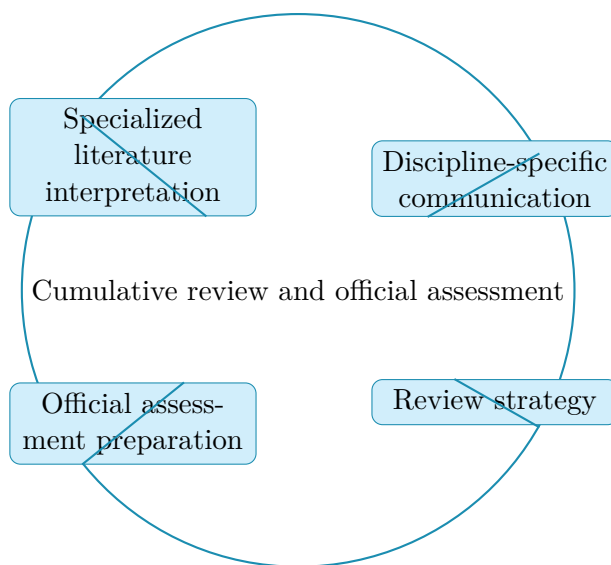 Specialized
literature
interpretation
Discipline-specific
communication
Cumulative review and official assessment
Official assess-
ment preparation
Review strategy